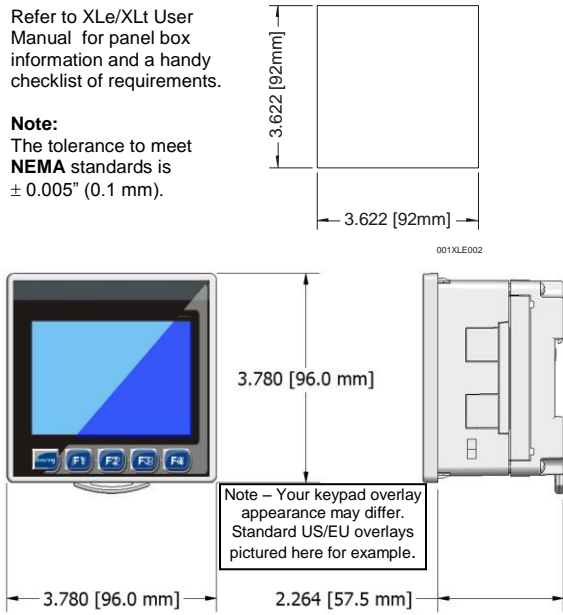 Refer to XLe/XLt User
Manual for panel box
information and a handy
checklist of requirements.
Note:
The tolerance to meet
NEMA standards is
± 0.005" (0.1 mm).
3.622 [92mm]
3.622 [92mm]
001XLE002
3.780 [96.0 mm]
F1
F2
F3
F4
Note – Your keypad overlay
appearance may differ.
Standard US/EU overlays
pictured here for example.
3.780 [96.0 mm]
2.264 [57.5 mm]